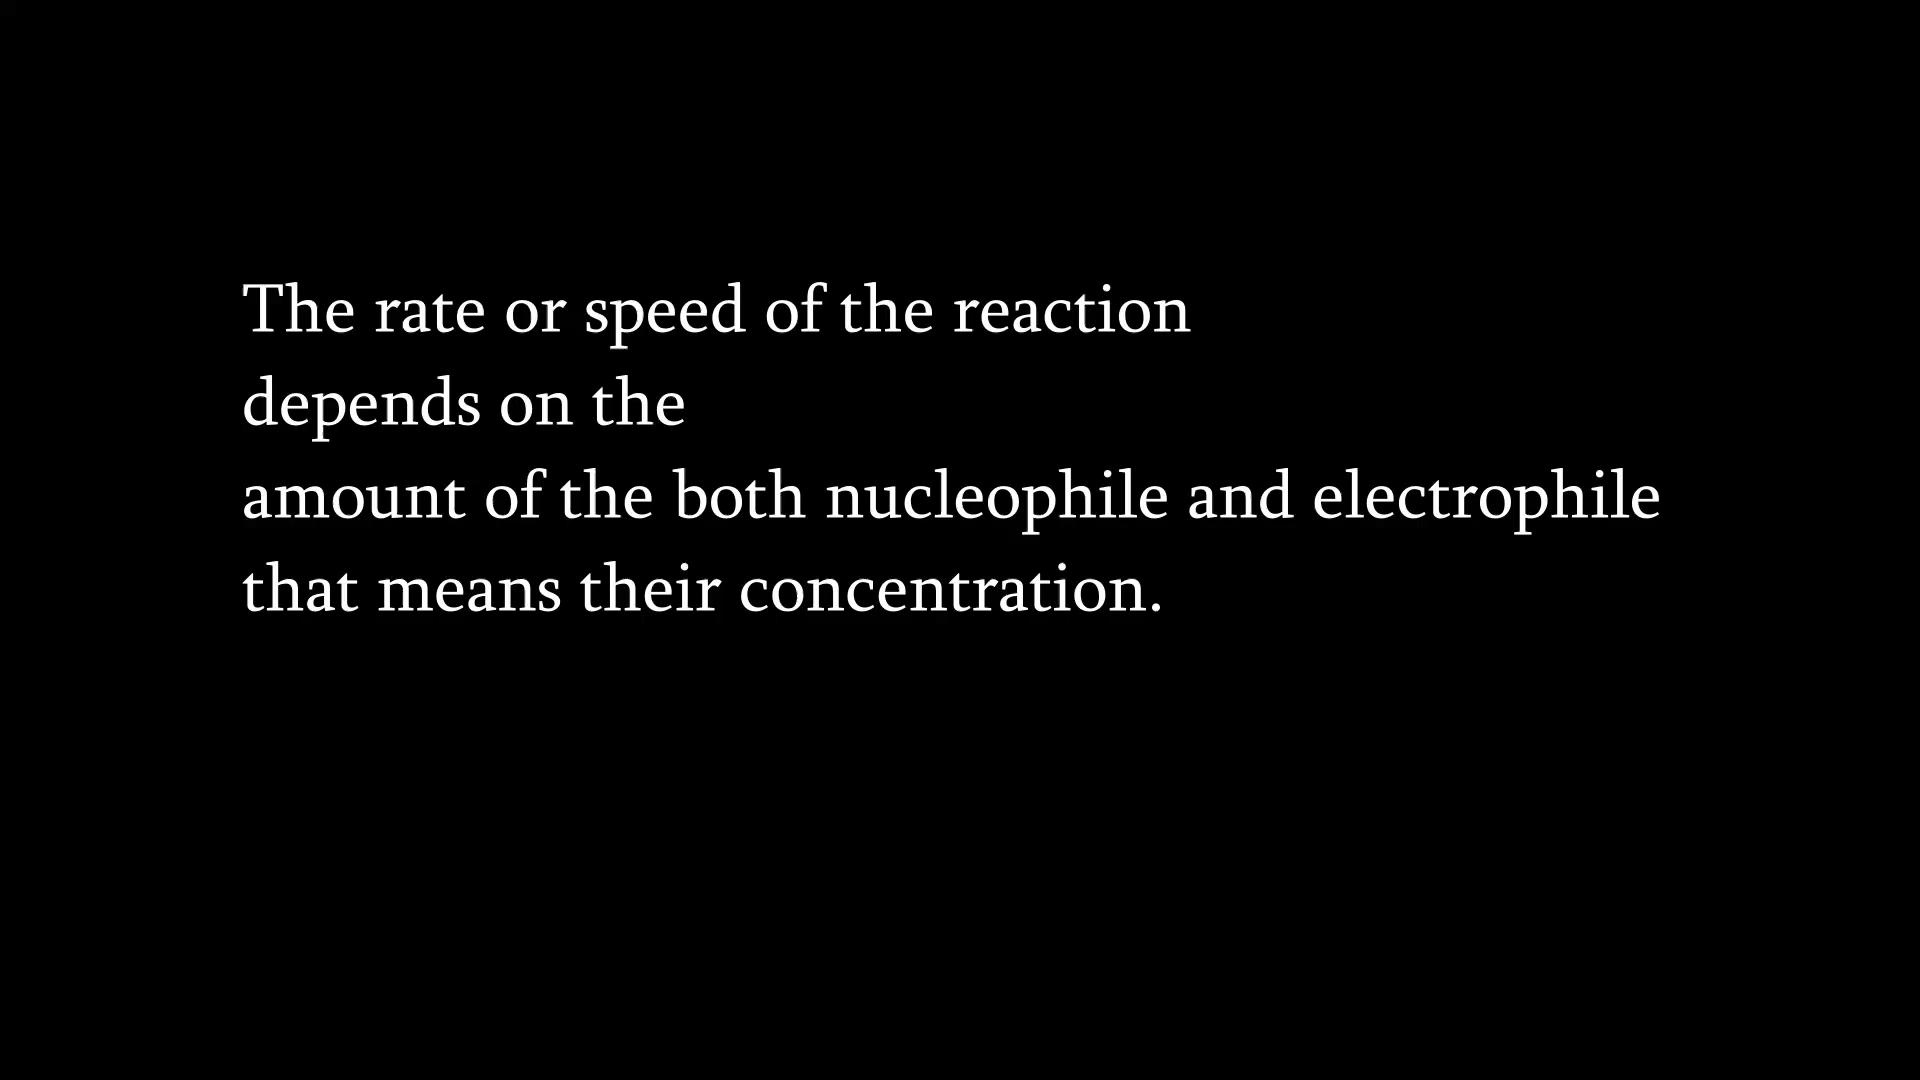 The rate or speed of the reaction
depends on the
amount of the both nucleophile and electrophile
that means their concentration.